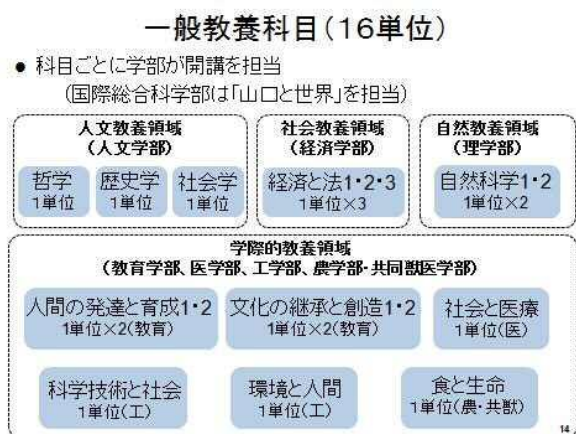 一般教養科目(16単位)
● 科目ごとに学部が開講を担当
(国際総合科学部は「山口と世界」を担当)
人文教養領域
(人文学部)
哲学
1単位
歴史学
1単位
社会学
1単位
社会教養領域
(経済学部)
経済と法1・2・3
1単位×3
自然教養領域
(理学部)
自然科学1・2
1単位×2
学際的教養領域
(教育学部、医学部、工学部、農学部・共同獣医学部)
人間の発達と育成1・2
1単位×2(教育)
文化の継承と創造1・2
1単位×2(教育)
社会と医療
1単位(医)
科学技術と社会
1単位(工)
環境と人間
1単位(工)
食と生命
1単位(農・共獣)
14